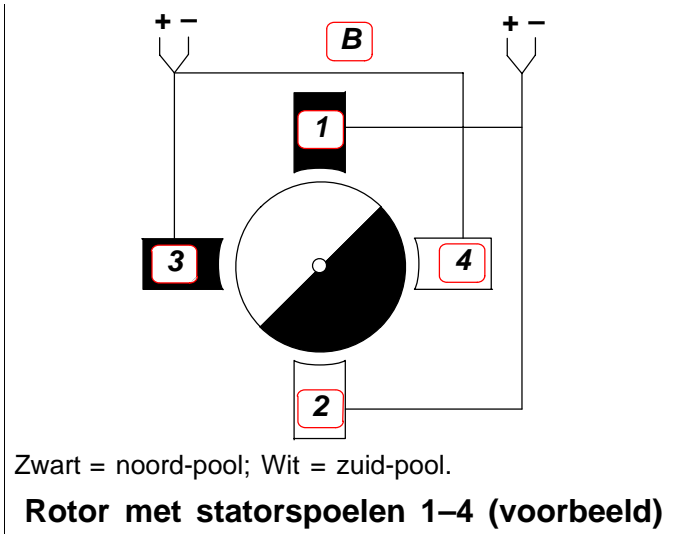 + − B + −
1
3 4
2
Zwart = noord-pool; Wit = zuid-pool.
Rotor met statorspoelen 1–4 (voorbeeld)